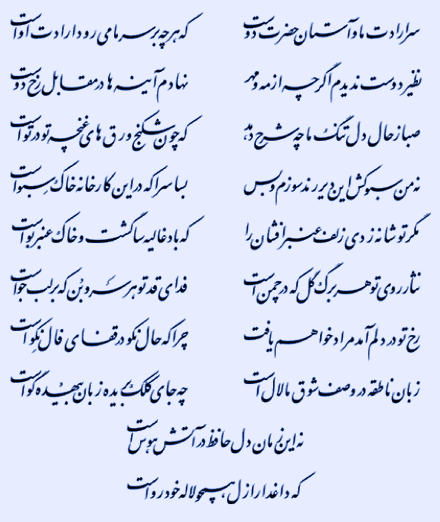 سر ارادت ما و آستان حضرت دوست که هر چه بر سر ما می رود ارادت اوست
نظیر دوست ندیدم اگر چه از مه و مهر نهادم آینه ها در مقابل رخ دوست
صبا ز حال دل تنگ ما چه شرح دهد که چون شکنج ورق های غنچه تو در توست
نه من سبوکش این دیر رندسوزم و بس بسا سرا که در این کارخانه خاک سبوست
مگر تو شانه زدی زلف عنبرافشان را که باد غالیه سا گشت و خاک عنبربوست
نثار روی تو هر برگ گل که در چمن است فدای قد تو هر سروبن که بر لب جوست
رخ تو در دلم آمد مراد خواهم یافت چرا که حال نکو در قفای فال نکوست
زبان ناطقه در وصف شوق ما لال است چه جای کلک بریده زبان بیهده گوست
نه این زمان دل حافظ در آتش هوس است
که داغدار ازل همچو لاله خودروست